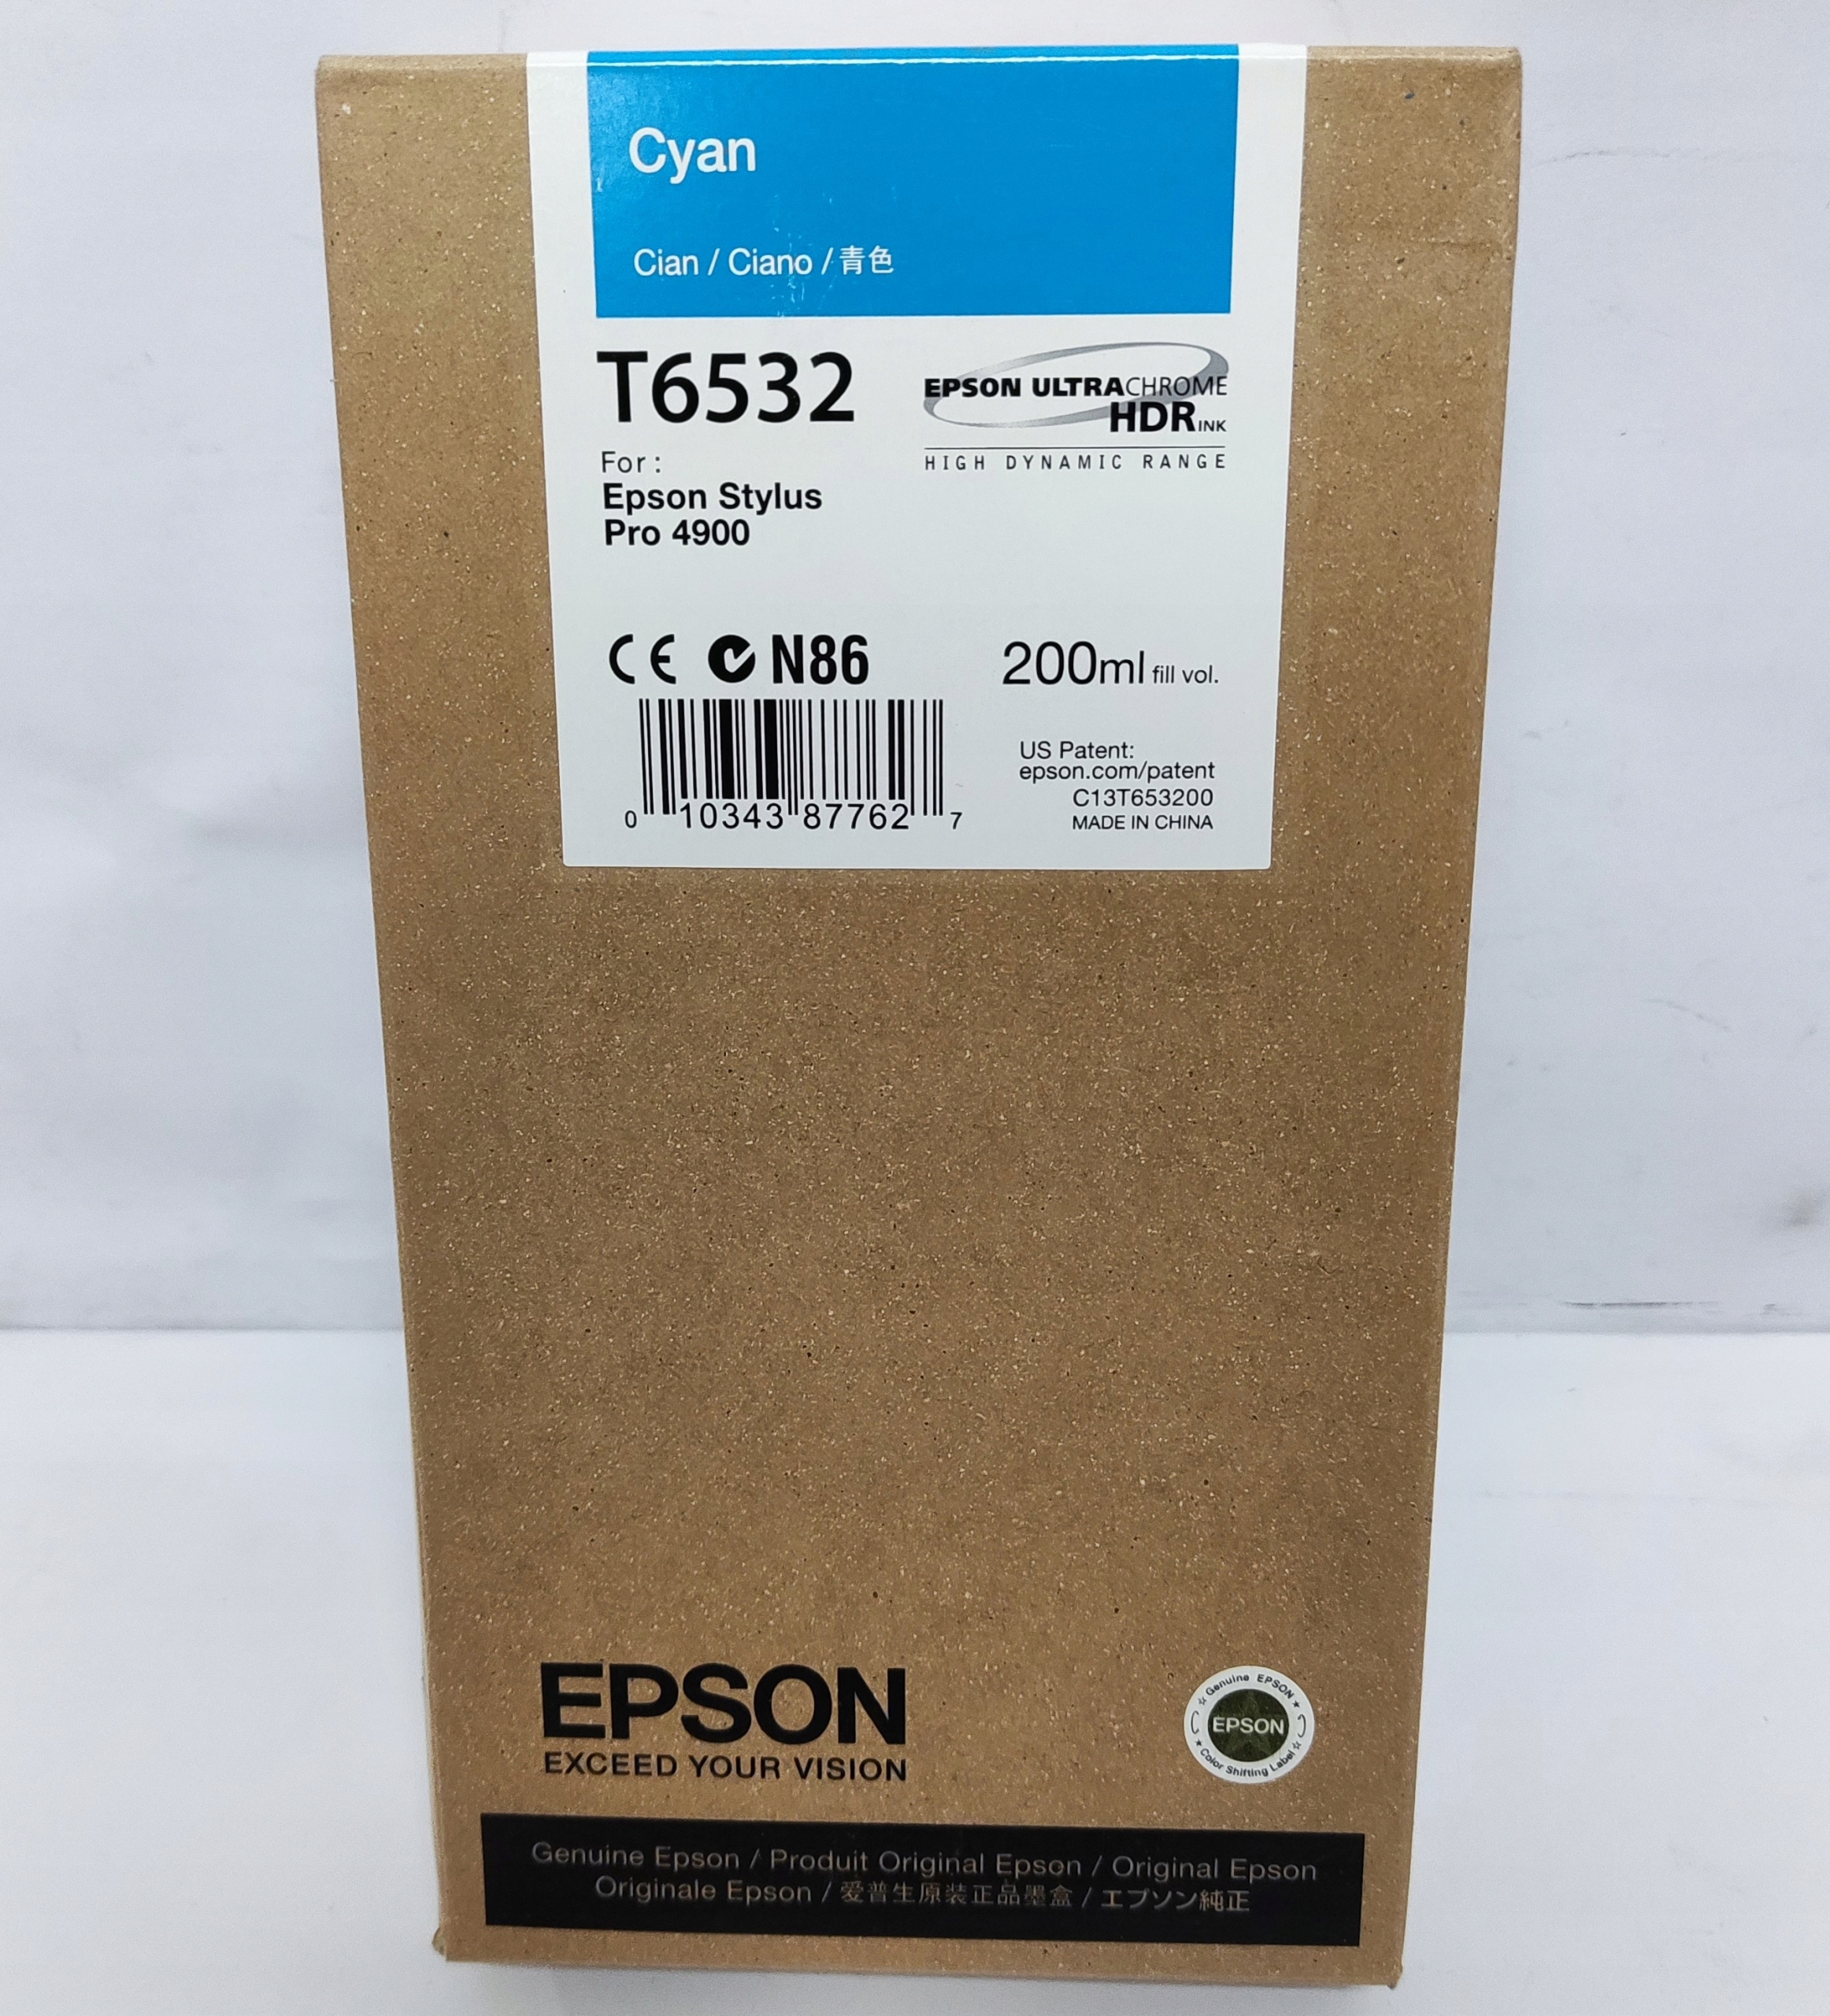 Cyan
Cian / Ciano / 青色
T6532
EPSON ULTRACHROME
HDR INK
HIGH DYNAMIC RANGE
For :
Epson Stylus
Pro 4900
CE N86
200ml fill vol.
0 10343 87762 7
US Patent:
epson.com/patent
C13T653200
MADE IN CHINA
EPSON
EXCEED YOUR VISION
Genuine EPSON
EPSON
Color Shifting Label
Genuine Epson / Produit Original Epson / Original Epson
Originale Epson / 爱普生原装正品墨盒 / エプソン純正